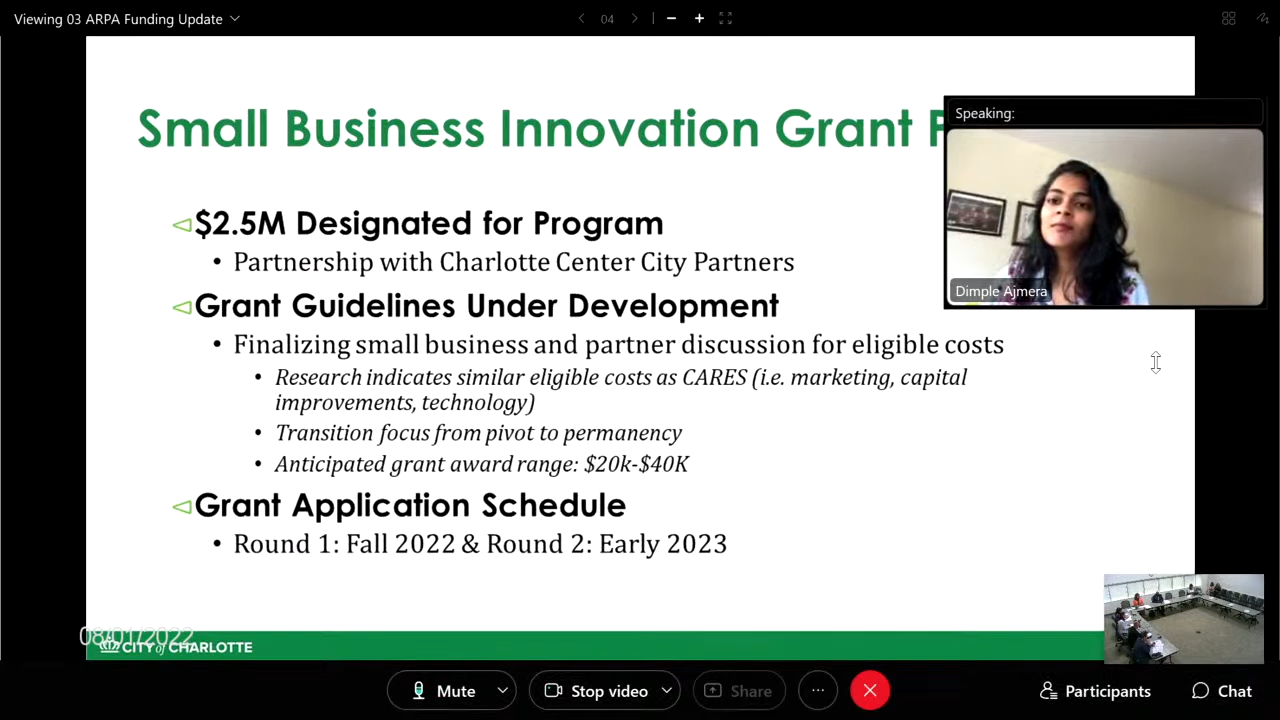 Viewing 03 ARPA Funding Update
04
Small Business Innovation Grant
Speaking:
Dimple Ajmera
$2.5M Designated for Program
• Partnership with Charlotte Center City Partners
Grant Guidelines Under Development
• Finalizing small business and partner discussion for eligible costs
• Research indicates similar eligible costs as CARES (i.e. marketing, capital
improvements, technology)
• Transition focus from pivot to permanency
• Anticipated grant award range: $20k-$40K
Grant Application Schedule
• Round 1: Fall 2022 & Round 2: Early 2023
08/01/2022
CITY of CHARLOTTE
Mute
Stop video
Share
Participants
Chat